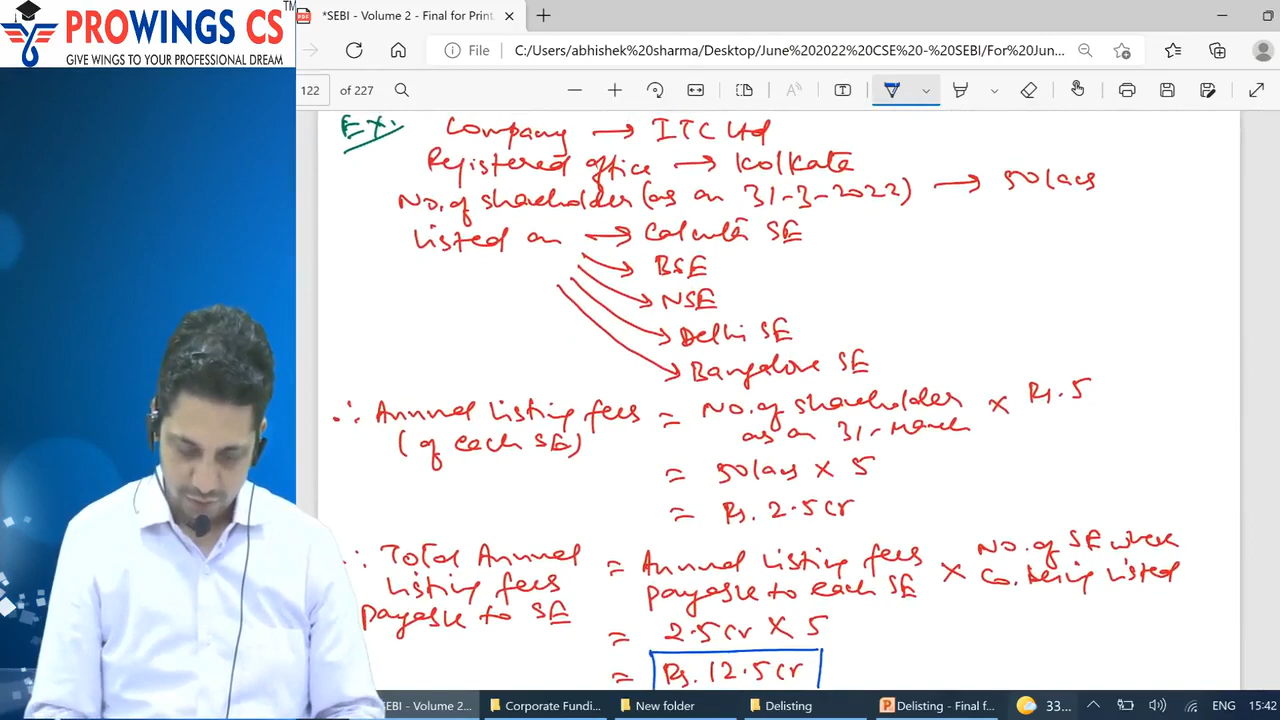 PROWINGS CS TM
GIVE WINGS TO YOUR PROFESSIONAL DREAM
*SEBI - Volume 2 - Final for Print
File
C:/Users/abhishek%20sharma/Desktop/June%202022%20CSE%20-%20SEBI/For%20Jun...
122 of 227
Ex:
Company → ITC Ltd
Registered office → Kolkata
No. of shareholder (as on 31-3-2022) → 50 lacs
Listed on → Calcutta SE
→ BSE
→ NSE
→ Delhi SE
→ Bangalore SE
∴ Annual listing fees = No. of shareholder × Rs. 5
(of each SE) as on 31-March
= 50 lacs × 5
= Rs. 2.5 cr
∴ Total Annual = Annual listing fees × No. of SE where
listing fees payable to each SE Co. being listed
payable to SE
= 2.5 cr × 5
= Rs. 12.5 cr
SEBI - Volume 2...
Corporate Fundi...
New folder
Delisting
Delisting - Final f...
33...
ENG
15:42